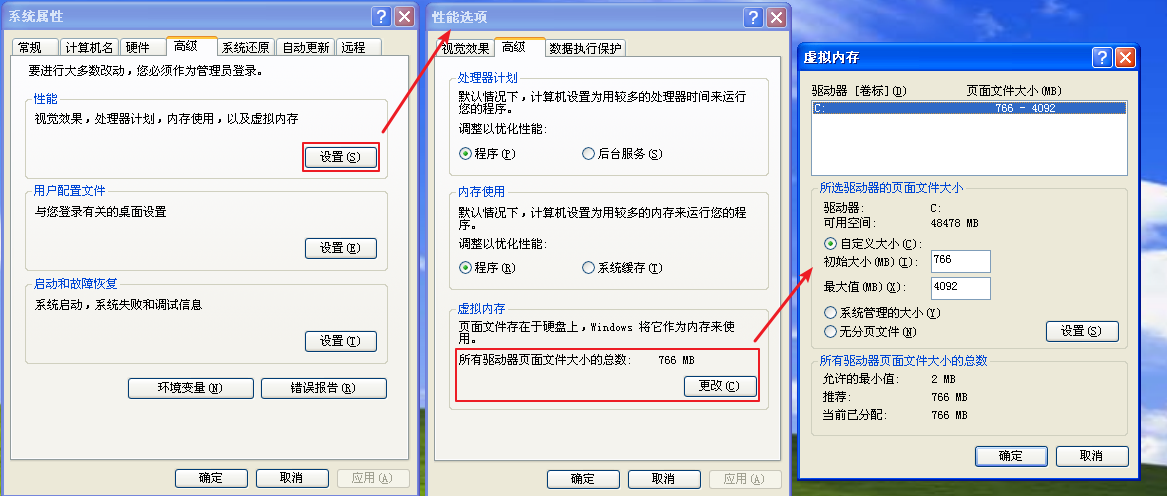 系统属性
常规 计算机名 硬件 高级 系统还原 自动更新 远程
要进行大多数改动，您必须作为管理员登录。
性能
视觉效果，处理器计划，内存使用，以及虚拟内存
设置(S)
用户配置文件
与您登录有关的桌面设置
设置(E)
启动和故障恢复
系统启动，系统失败和调试信息
设置(T)
环境变量(N) 错误报告(R)
确定 取消 应用(A)
性能选项
视觉效果 高级 数据执行保护
处理器计划
默认情况下，计算机设置为用较多的处理器时间来运行
您的程序。
调整以优化性能:
程序(P) 后台服务(S)
内存使用
默认情况下，计算机设置为用较多的内存来运行您的程
序。
调整以优化性能:
程序(R) 系统缓存(T)
虚拟内存
页面文件存在于硬盘上，Windows 将它作为内存来使
用。
所有驱动器页面文件大小的总数: 766 MB
更改(C)
确定 取消 应用(A)
虚拟内存
驱动器 [卷标](D) 页面文件大小(MB)
C: 766 - 4092
所选驱动器的页面文件大小
驱动器: C:
可用空间: 48478 MB
自定义大小(C):
初始大小(MB)(I): 766
最大值(MB)(X): 4092
系统管理的大小(Y)
无分页文件(N) 设置(S)
所有驱动器页面文件大小的总数
允许的最小值: 2 MB
推荐: 766 MB
当前已分配: 766 MB
确定 取消